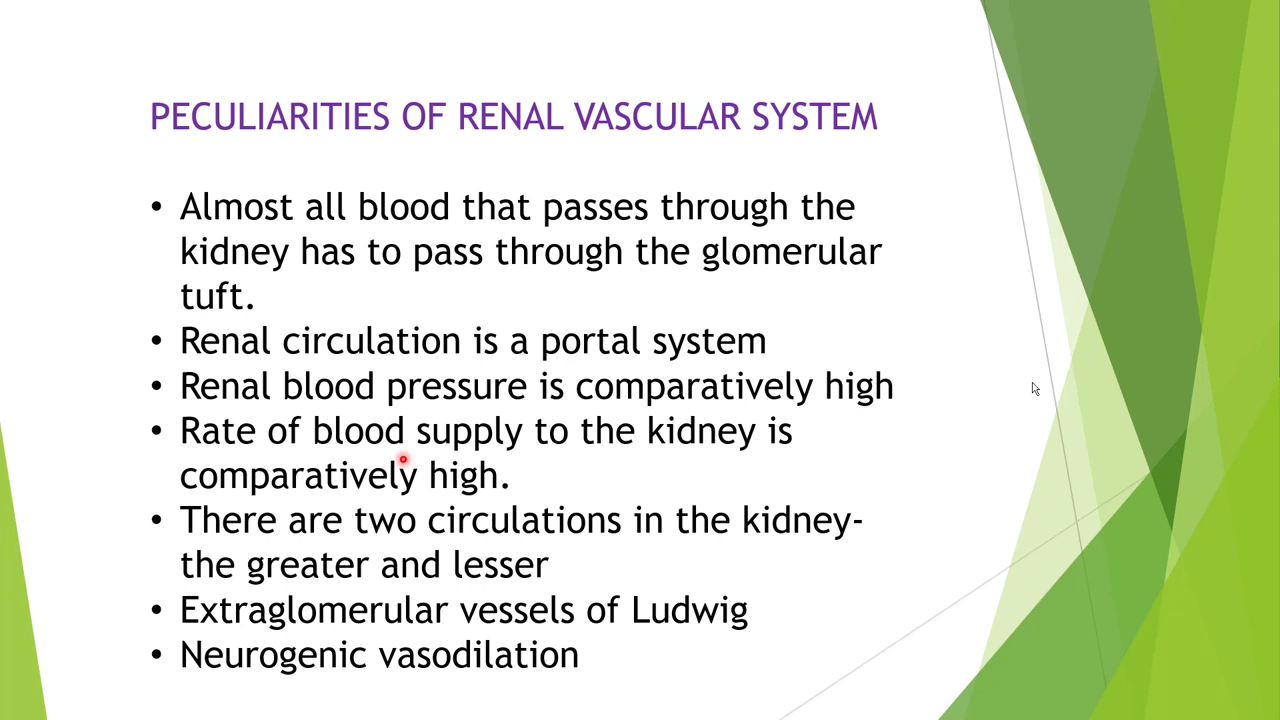 PECULIARITIES OF RENAL VASCULAR SYSTEM
• Almost all blood that passes through the
kidney has to pass through the glomerular
tuft.
• Renal circulation is a portal system
• Renal blood pressure is comparatively high
• Rate of blood supply to the kidney is
comparatively high.
• There are two circulations in the kidney-
the greater and lesser
• Extraglomerular vessels of Ludwig
• Neurogenic vasodilation